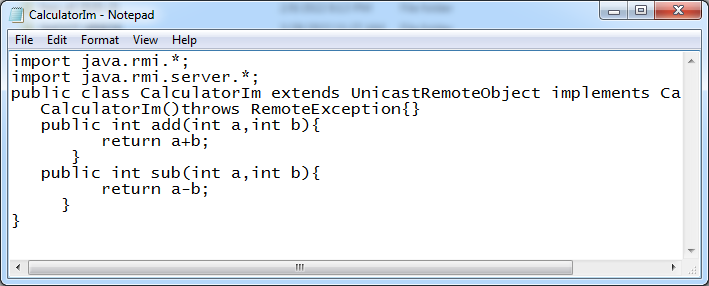 CalculatorIm - Notepad
File Edit Format View Help
import java.rmi.*;
import java.rmi.server.*;
public class CalculatorIm extends UnicastRemoteObject implements Ca
CalculatorIm()throws RemoteException{}
public int add(int a,int b){
return a+b;
}
public int sub(int a,int b){
return a-b;
}
}